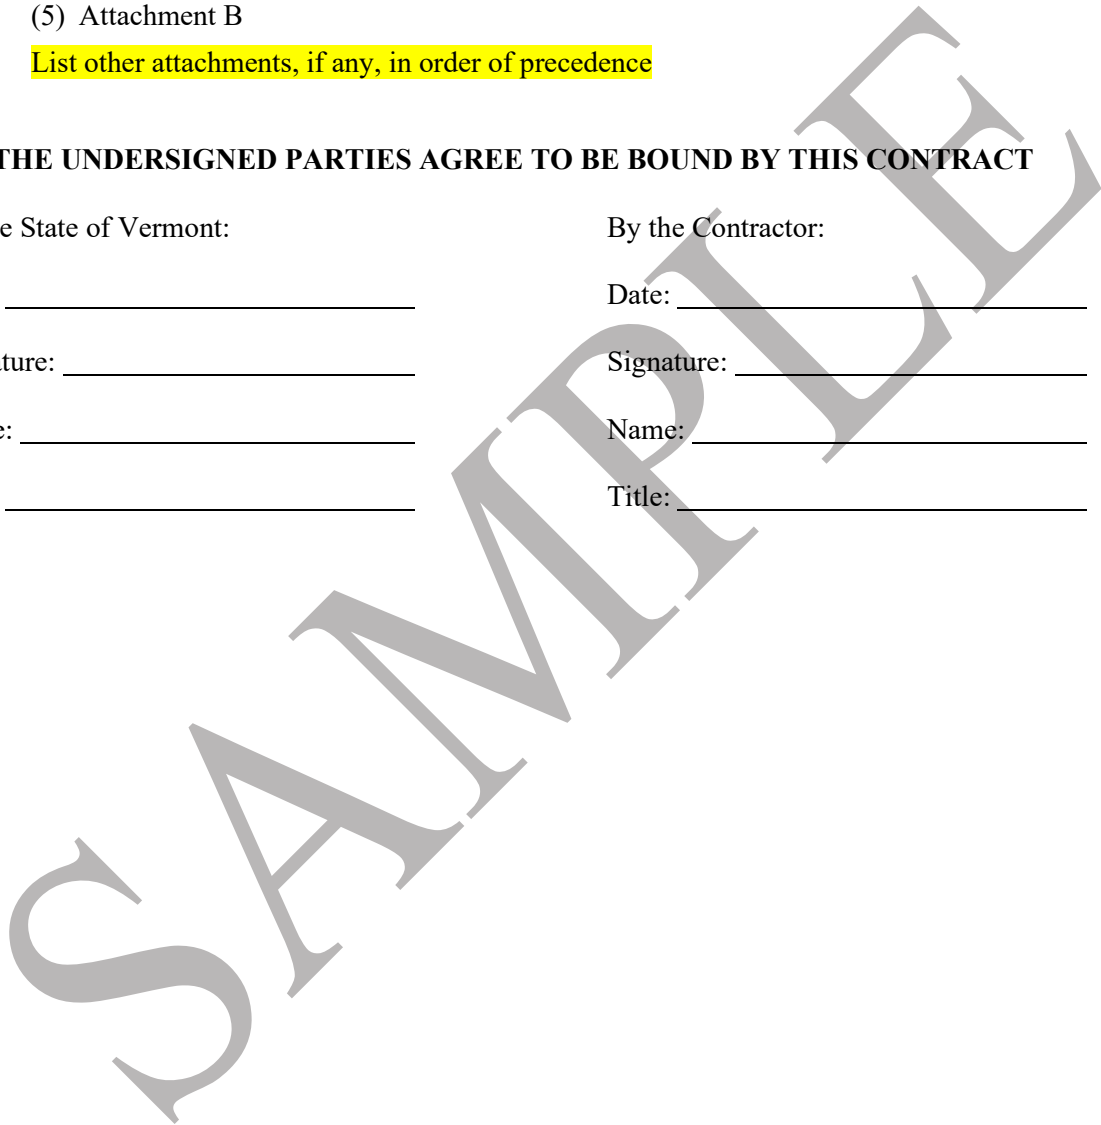 (5) Attachment B
List other attachments, if any, in order of precedence
THE UNDERSIGNED PARTIES AGREE TO BE BOUND BY THIS CONTRACT
e State of Vermont:
By the Contractor:
Date:
ature:
Signature:
e:
Name:
Title:
SAMPLE